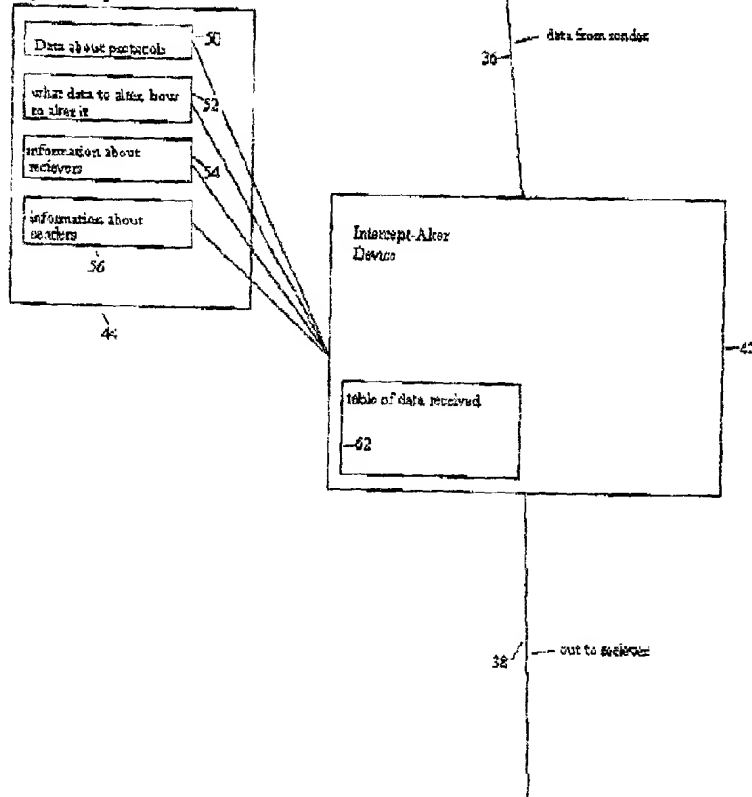 Data about protocols
50
what data to alter, how
to alter it
52
information about
recievers
54
information about
senders
56
44
36
data from sender
Intercept-Alter
Device
42
table of data received
62
38
out to reciever